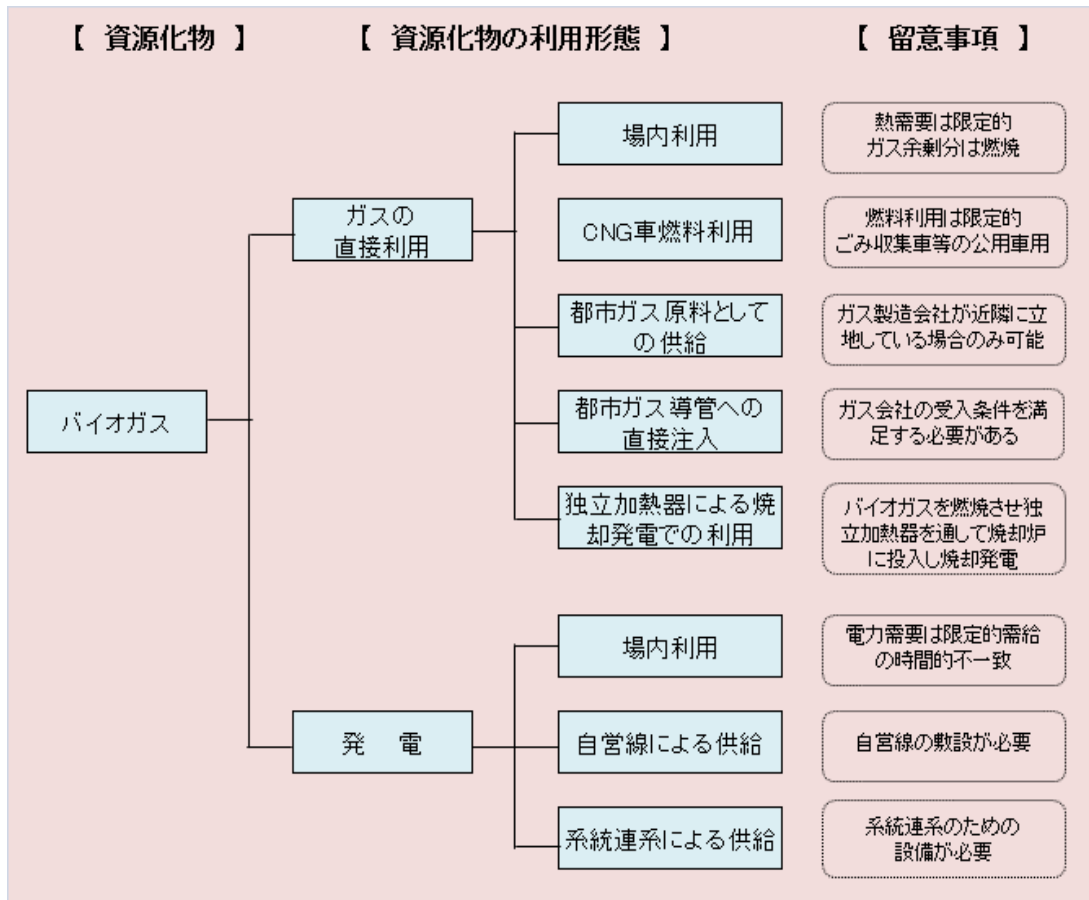 【 資源化物 】 【 資源化物の利用形態 】 【 留意事項 】
場内利用
熱需要は限定的
ガス余剰分は燃焼
ガスの
直接利用
CNG車燃料利用
燃料利用は限定的
ごみ収集車等の公用車用
都市ガス原料として
の供給
ガス製造会社が近隣に立
地している場合のみ可能
バイオガス
都市ガス導管への
直接注入
ガス会社の受入条件を満
足する必要がある
独立加熱器による焼
却発電での利用
バイオガスを燃焼させ独
立加熱器を通して焼却炉
に投入し焼却発電
場内利用
電力需要は限定的需給
の時間的不一致
発 電
自営線による供給
自営線の敷設が必要
系統連系による供給
系統連系のための
設備が必要